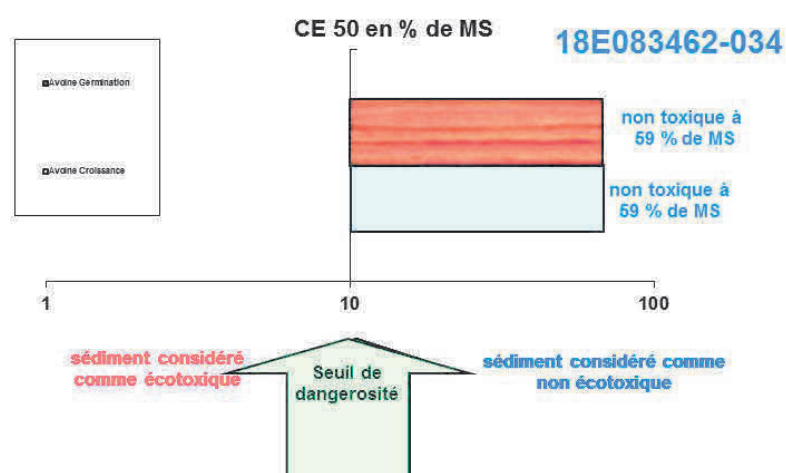 CE 50 en % de MS
18E083462-034
Avoine Germination
Avoine Croissance
non toxique à
59 % de MS
non toxique à
59 % de MS
1
10
100
sédiment considéré
comme écotoxique
Seuil de
dangerosité
sédiment considéré comme
non écotoxique